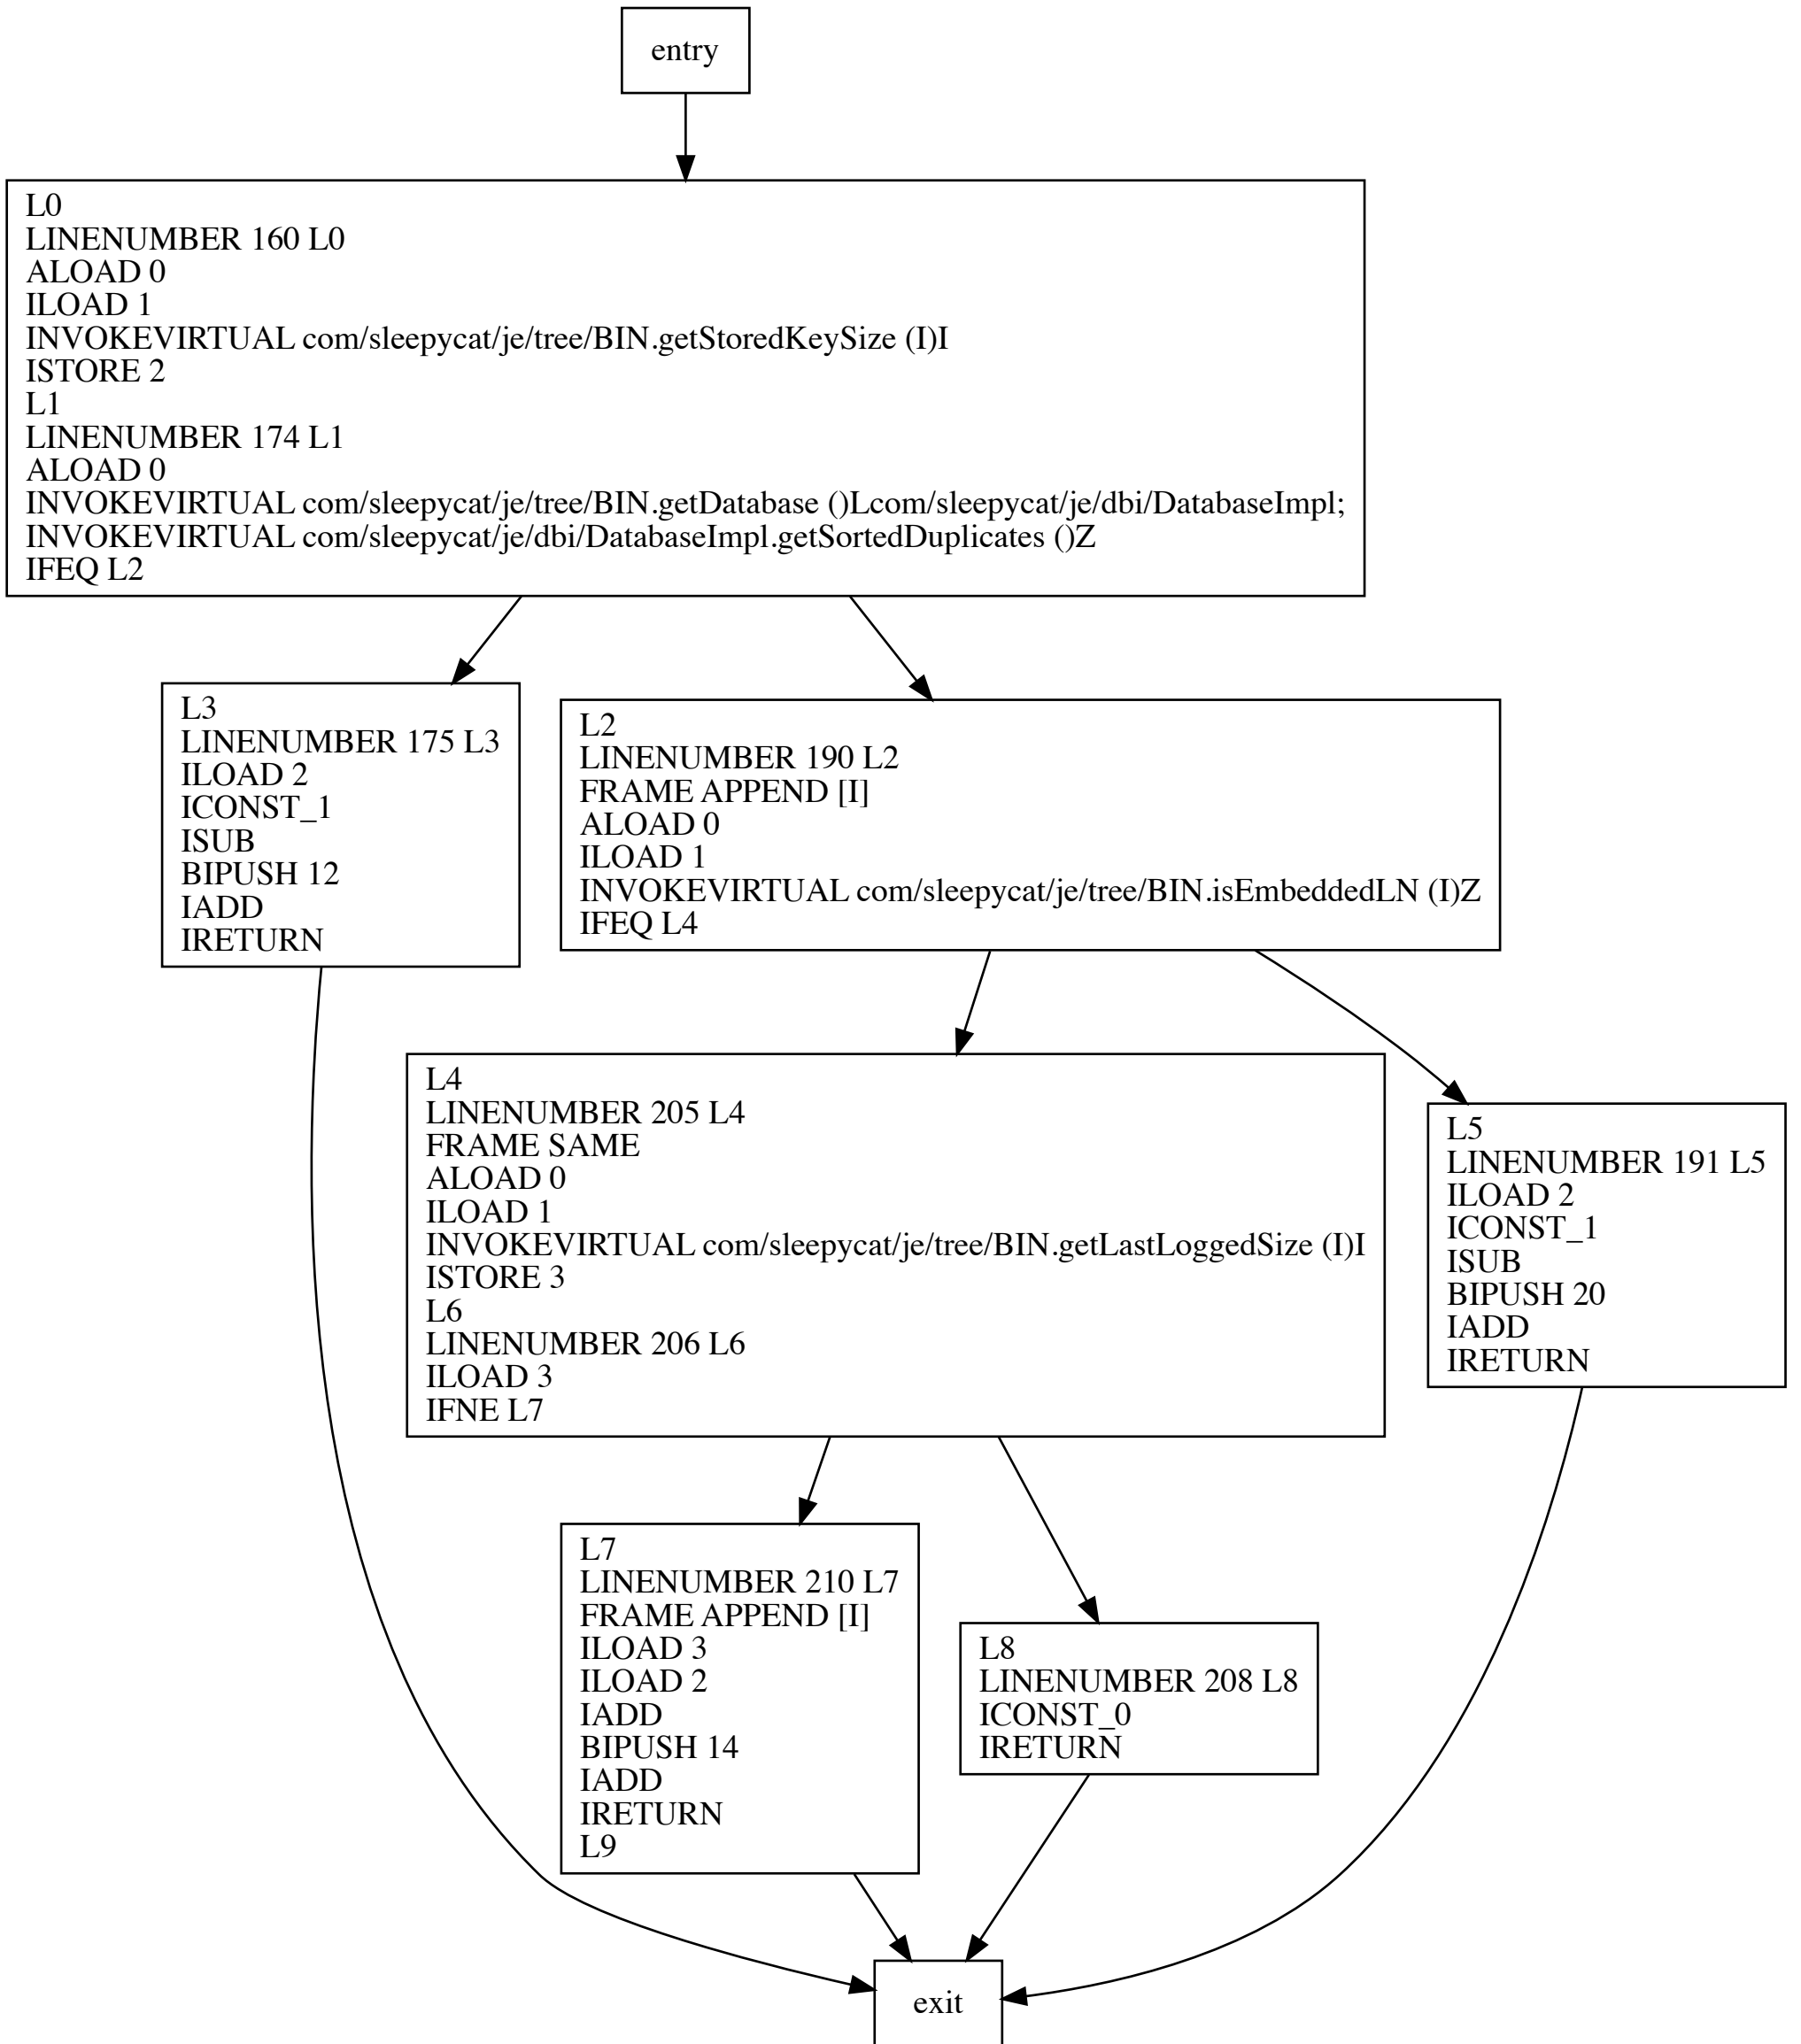 entry
L0
LINENUMBER 160 L0
ALOAD 0
ILOAD 1
INVOKEVIRTUAL com/sleepycat/je/tree/BIN.getStoredKeySize (I)I
ISTORE 2
L1
LINENUMBER 174 L1
ALOAD 0
INVOKEVIRTUAL com/sleepycat/je/tree/BIN.getDatabase ()Lcom/sleepycat/je/dbi/DatabaseImpl;
INVOKEVIRTUAL com/sleepycat/je/dbi/DatabaseImpl.getSortedDuplicates ()Z
IFEQ L2
L3
LINENUMBER 175 L3
ILOAD 2
ICONST_1
ISUB
BIPUSH 12
IADD
IRETURN
L2
LINENUMBER 190 L2
FRAME APPEND [I]
ALOAD 0
ILOAD 1
INVOKEVIRTUAL com/sleepycat/je/tree/BIN.isEmbeddedLN (I)Z
IFEQ L4
L4
LINENUMBER 205 L4
FRAME SAME
ALOAD 0
ILOAD 1
INVOKEVIRTUAL com/sleepycat/je/tree/BIN.getLastLoggedSize (I)I
ISTORE 3
L6
LINENUMBER 206 L6
ILOAD 3
IFNE L7
L5
LINENUMBER 191 L5
ILOAD 2
ICONST_1
ISUB
BIPUSH 20
IADD
IRETURN
L7
LINENUMBER 210 L7
FRAME APPEND [I]
ILOAD 3
ILOAD 2
IADD
BIPUSH 14
IADD
IRETURN
L9
L8
LINENUMBER 208 L8
ICONST_0
IRETURN
exit